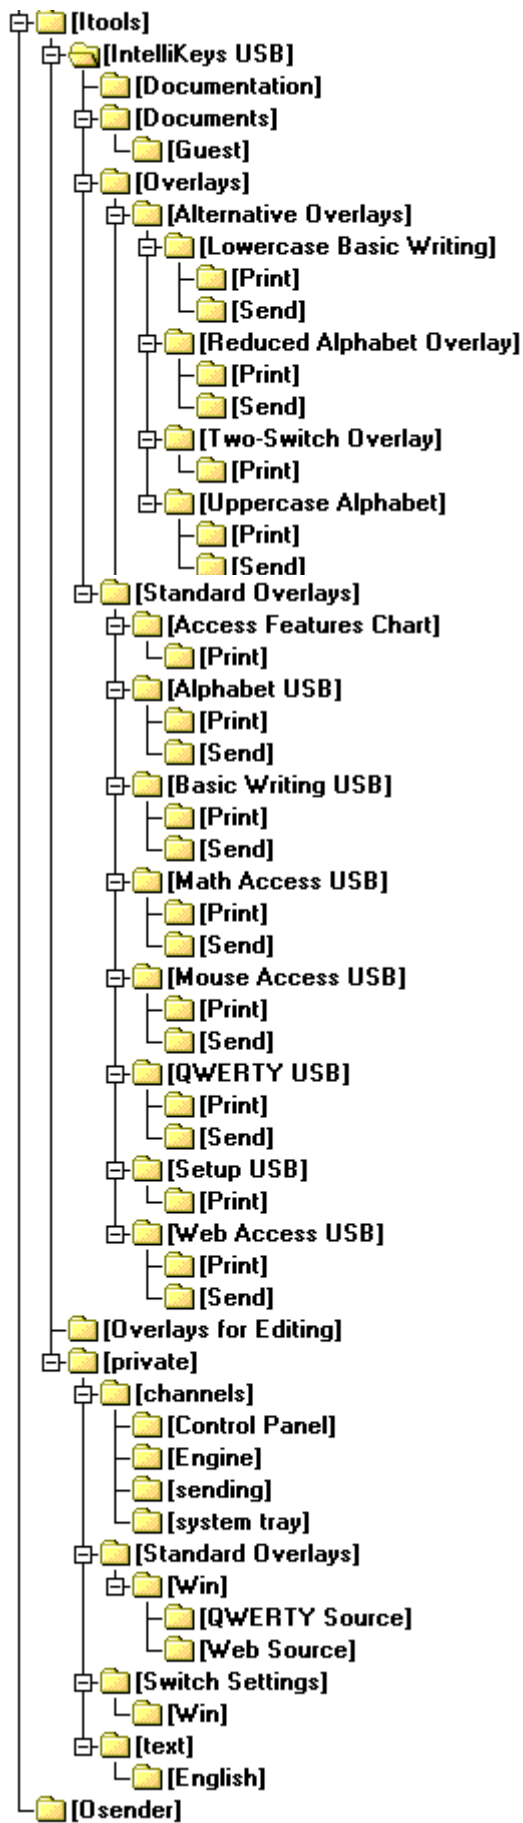 [Itools]
[IntelliKeys USB]
[Documentation]
[Documents]
[Guest]
[Overlays]
[Alternative Overlays]
[Lowercase Basic Writing]
[Print]
[Send]
[Reduced Alphabet Overlay]
[Print]
[Send]
[Two-Switch Overlay]
[Print]
[Uppercase Alphabet]
[Print]
[Send]
[Standard Overlays]
[Access Features Chart]
[Print]
[Alphabet USB]
[Print]
[Send]
[Basic Writing USB]
[Print]
[Send]
[Math Access USB]
[Print]
[Send]
[Mouse Access USB]
[Print]
[Send]
[QWERTY USB]
[Print]
[Send]
[Setup USB]
[Print]
[Web Access USB]
[Print]
[Send]
[Overlays for Editing]
[private]
[channels]
[Control Panel]
[Engine]
[sending]
[system tray]
[Standard Overlays]
[Win]
[QWERTY Source]
[Web Source]
[Switch Settings]
[Win]
[text]
[English]
[Osender]